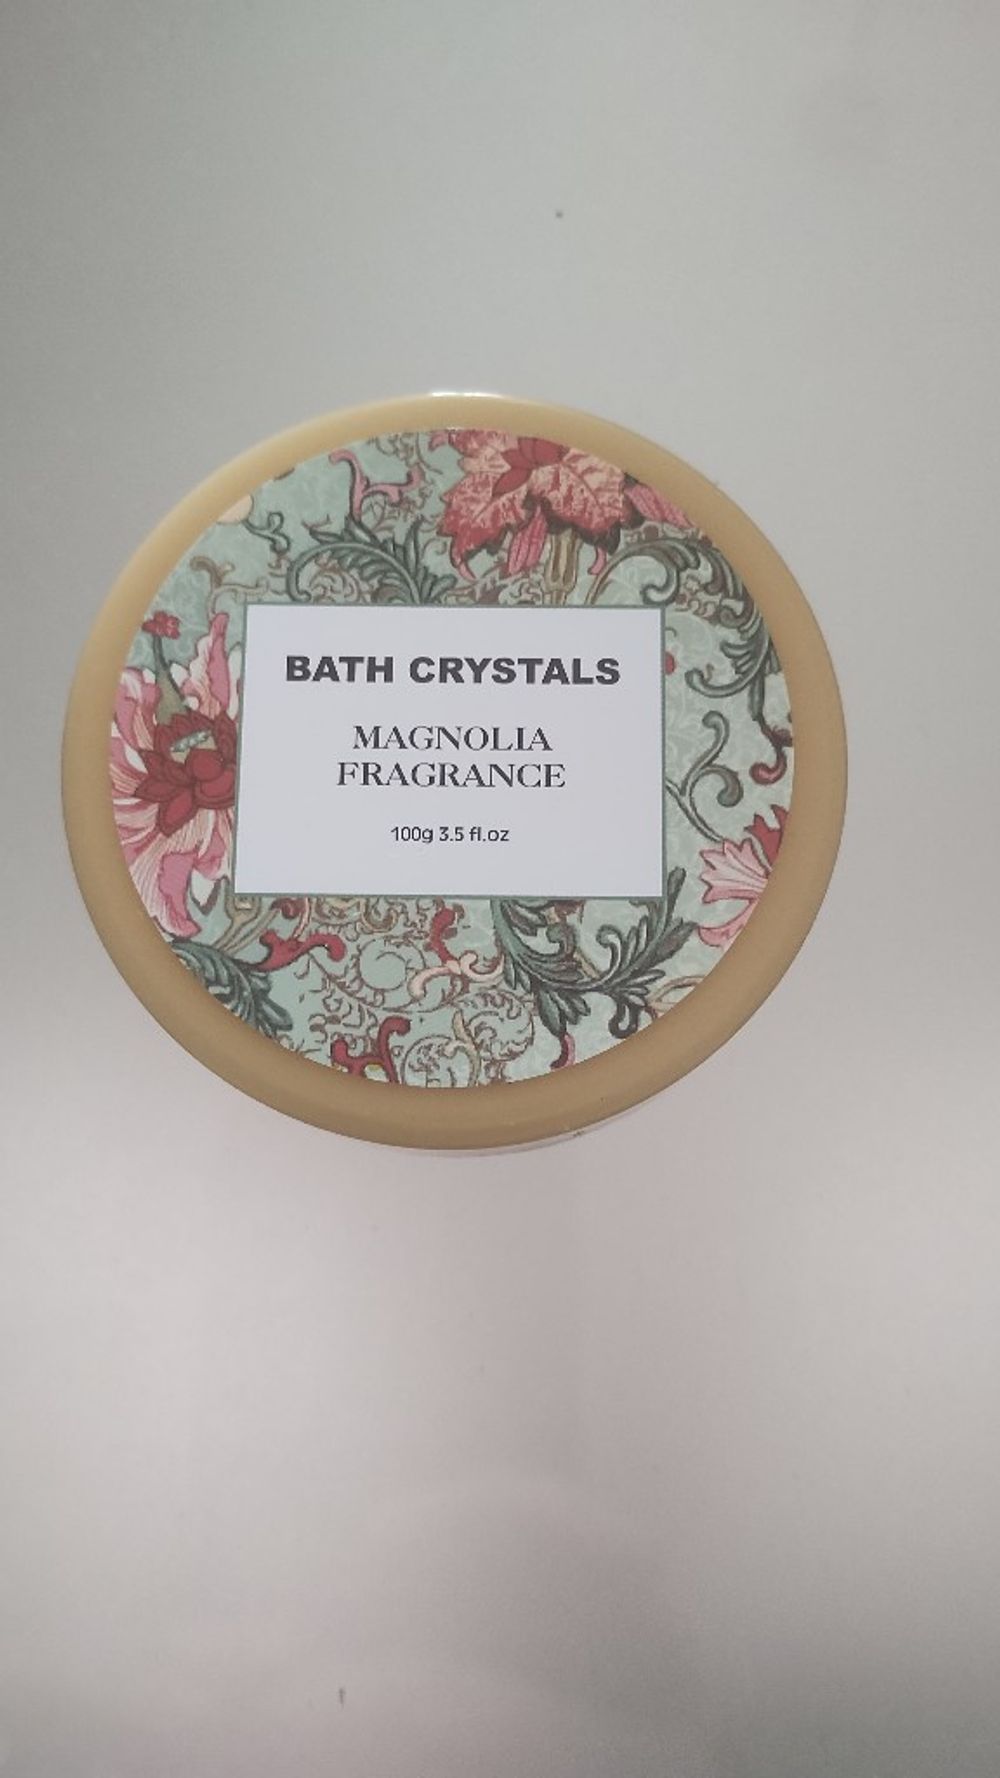 BATH CRYSTALS
MAGNOLIA
FRAGRANCE
100g 3.5 fl.oz